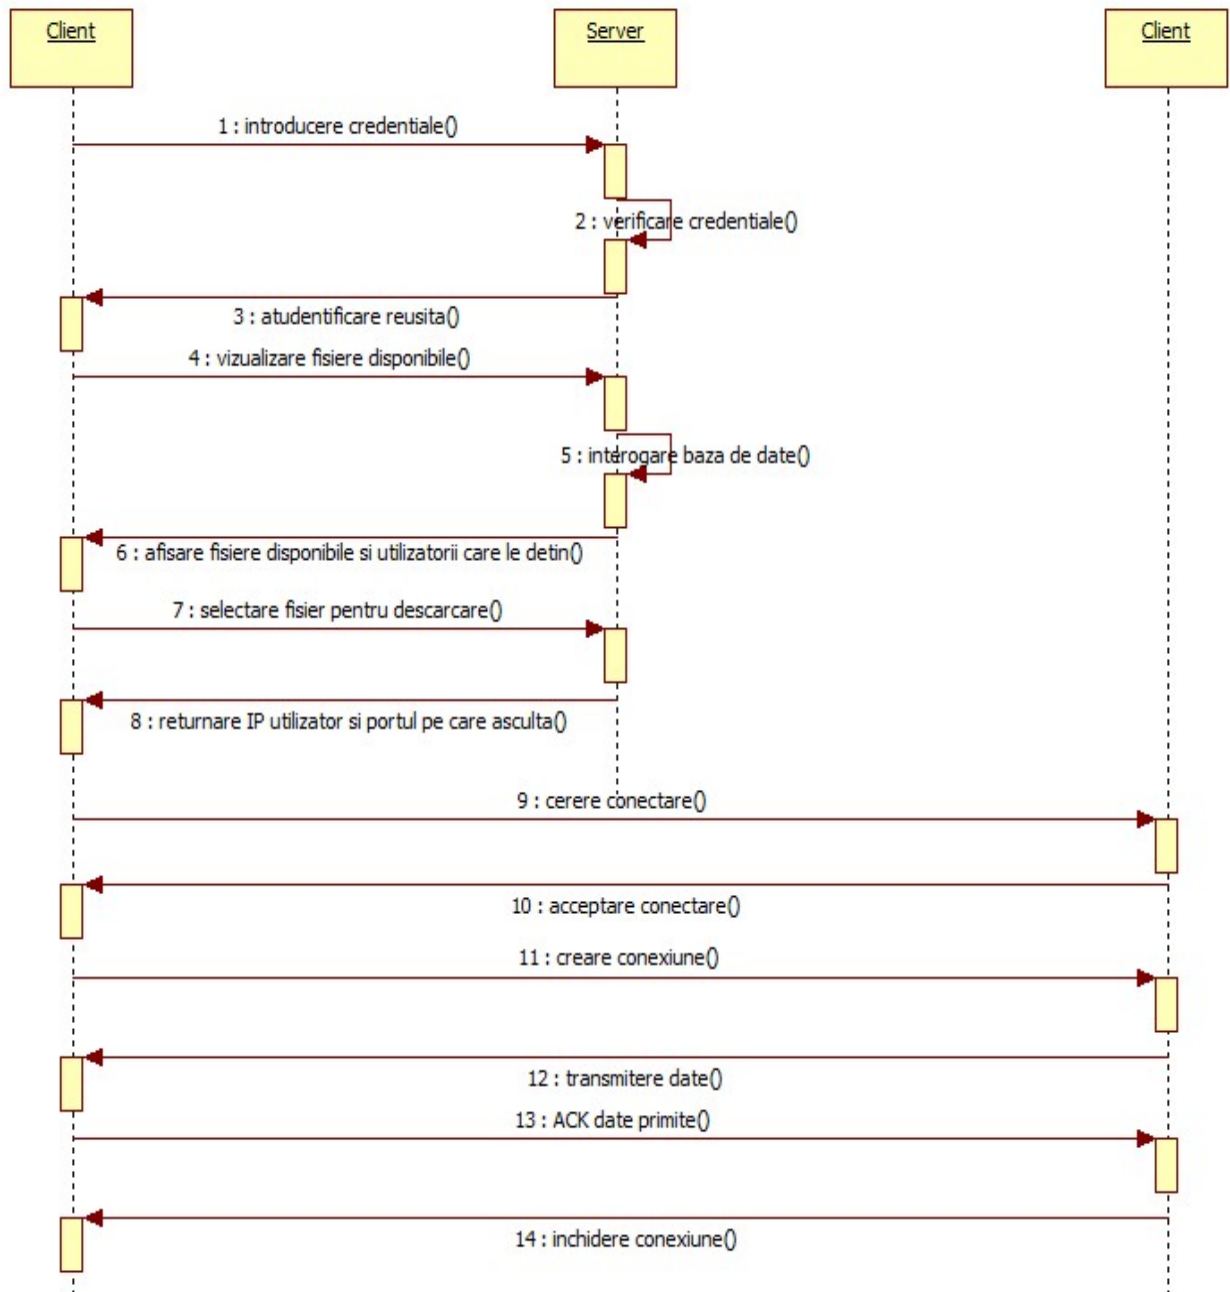 Client
Server
Client
1 : introducere credentiale()
2 : verificare credentiale()
3 : atudentificare reusita()
4 : vizualizare fisiere disponibile()
5 : interogare baza de date()
6 : afisare fisiere disponibile si utilizatorii care le detin()
7 : selectare fisier pentru descarcare()
8 : returnare IP utilizator si portul pe care asculta()
9 : cerere conectare()
10 : acceptare conectare()
11 : creare conexiune()
12 : transmitere date()
13 : ACK date primite()
14 : inchidere conexiune()